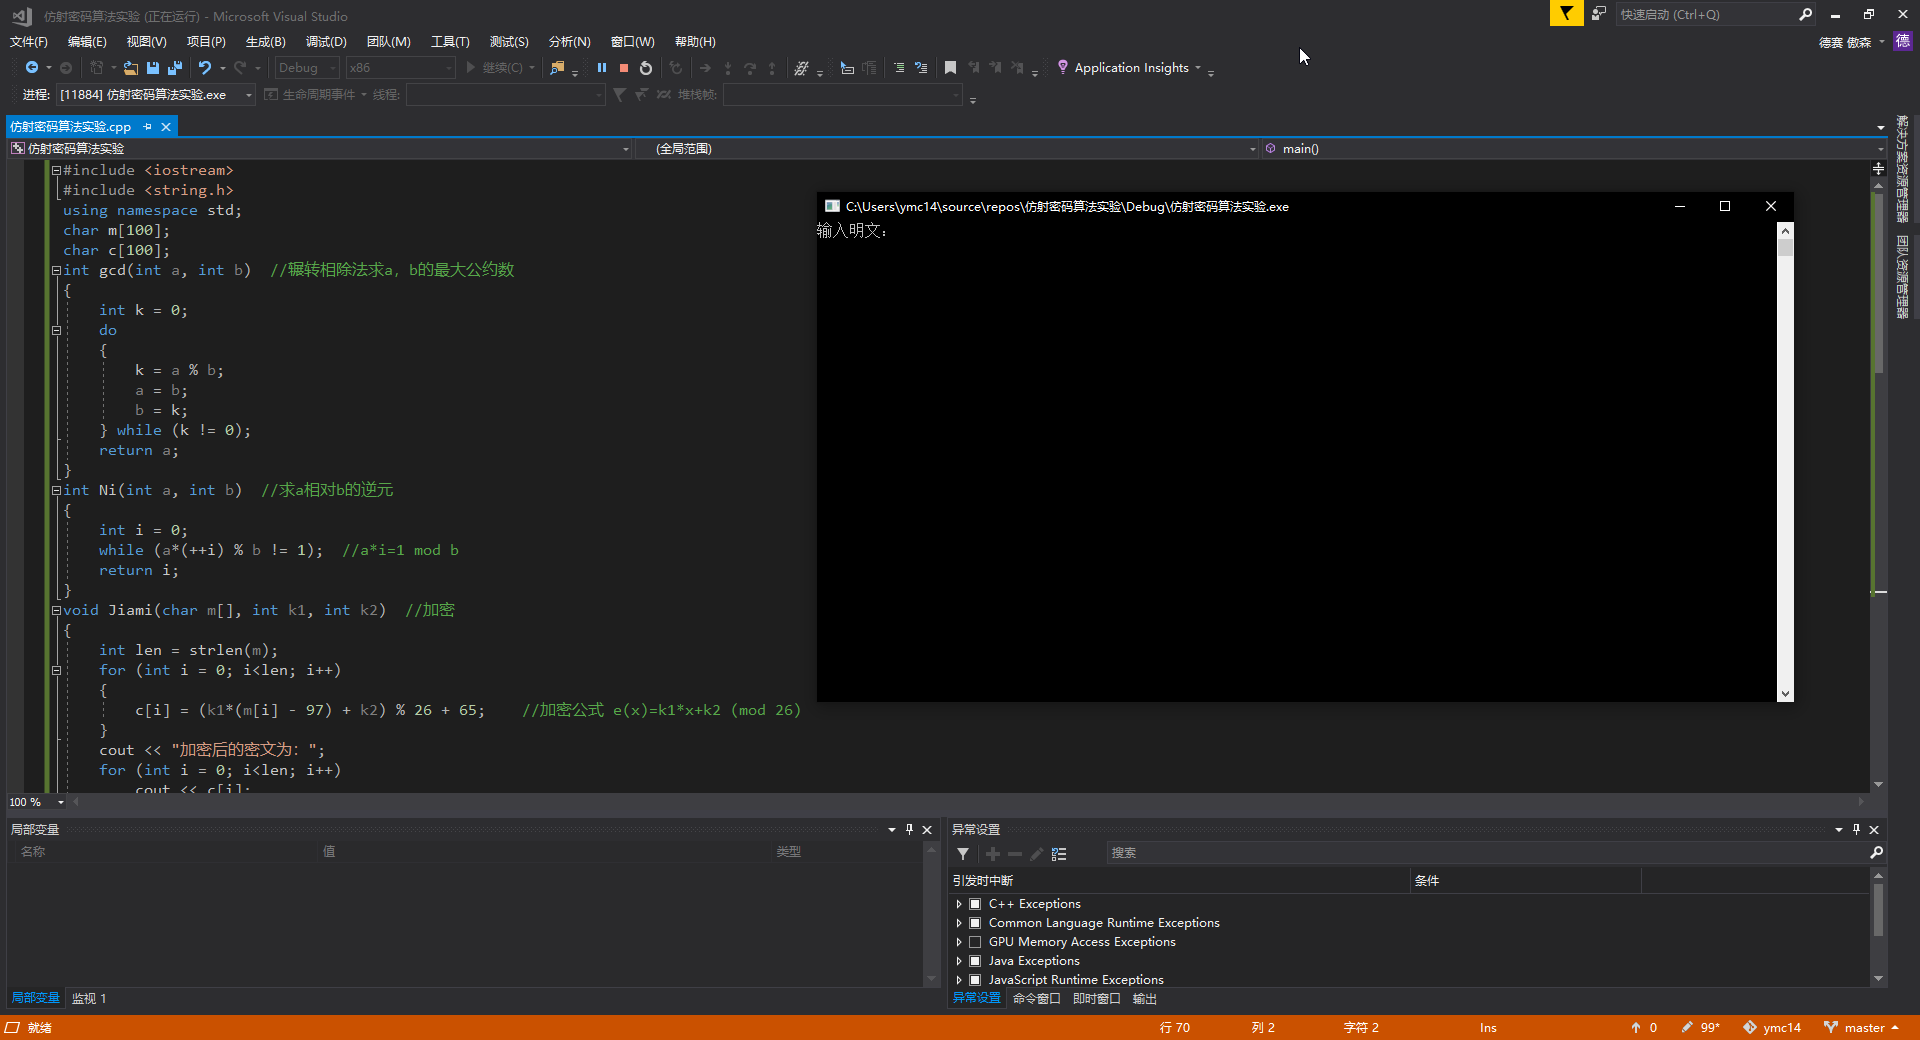 仿射密码算法实验 (正在运行) - Microsoft Visual Studio
快速启动 (Ctrl+Q)
文件(F) 编辑(E) 视图(V) 项目(P) 生成(B) 调试(D) 团队(M) 工具(T) 测试(S) 分析(N) 窗口(W) 帮助(H)
德赛 傲森 德
Debug x86 继续(C) Application Insights
进程: [11884] 仿射密码算法实验.exe 生命周期事件 线程: 堆栈帧:
仿射密码算法实验.cpp
仿射密码算法实验 (全局范围) main()
解决方案资源管理器
团队资源管理器
#include <iostream>
#include <string.h>
using namespace std;
char m[100];
char c[100];
int gcd(int a, int b)  //辗转相除法求a, b的最大公约数
{
int k = 0;
do
{
k = a % b;
a = b;
b = k;
} while (k != 0);
return a;
}
int Ni(int a, int b)  //求a相对b的逆元
{
int i = 0;
while (a*(++i) % b != 1);  //a*i=1 mod b
return i;
}
void Jiami(char m[], int k1, int k2)  //加密
{
int len = strlen(m);
for (int i = 0; i<len; i++)
{
c[i] = (k1*(m[i] - 97) + k2) % 26 + 65;    //加密公式 e(x)=k1*x+k2 (mod 26)
}
cout << "加密后的密文为：";
for (int i = 0; i<len; i++)
cout << c[i];
C:\Users\ymc14\source\repos\仿射密码算法实验\Debug\仿射密码算法实验.exe
输入明文：
100 %
局部变量
名称 值 类型
局部变量 监视 1
异常设置
搜索
引发时中断 条件
C++ Exceptions
Common Language Runtime Exceptions
GPU Memory Access Exceptions
Java Exceptions
JavaScript Runtime Exceptions
异常设置 命令窗口 即时窗口 输出
就绪 行 70 列 2 字符 2 Ins 0 99* ymc14 master